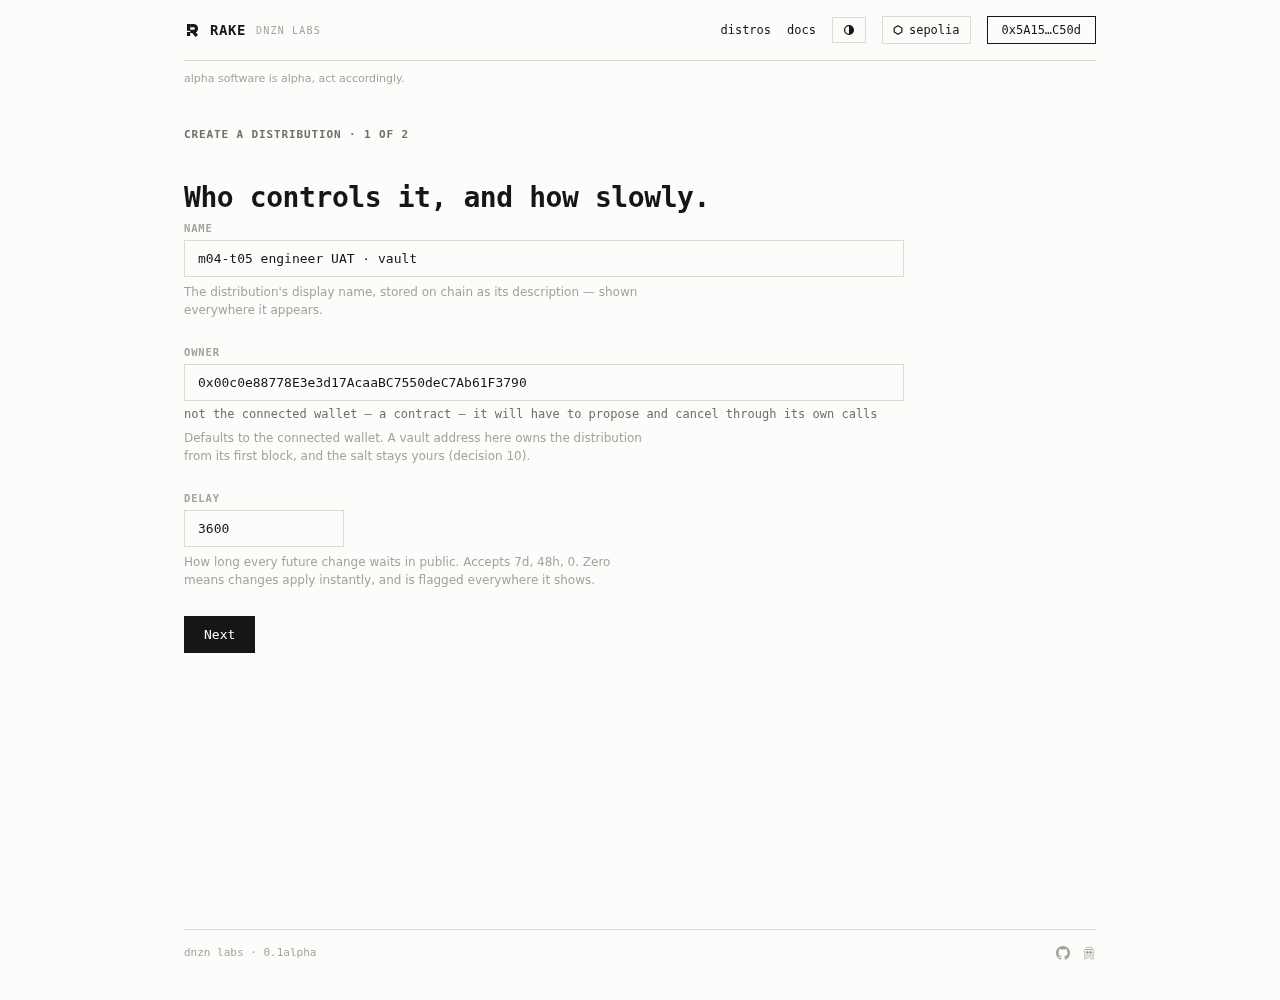 RAKE DNZN LABS distros docs sepolia 0x5A15…C50d
alpha software is alpha, act accordingly.
CREATE A DISTRIBUTION · 1 OF 2
Who controls it, and how slowly.
NAME
m04-t05 engineer UAT · vault
The distribution's display name, stored on chain as its description — shown
everywhere it appears.
OWNER
0x00c0e88778E3e3d17AcaaBC7550deC7Ab61F3790
not the connected wallet — a contract — it will have to propose and cancel through its own calls
Defaults to the connected wallet. A vault address here owns the distribution
from its first block, and the salt stays yours (decision 10).
DELAY
3600
How long every future change waits in public. Accepts 7d, 48h, 0. Zero
means changes apply instantly, and is flagged everywhere it shows.
Next
dnzn labs · 0.1alpha